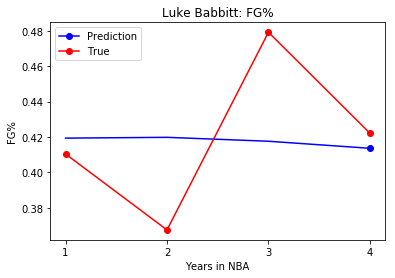 Luke Babbitt: FG%
Prediction
True
FG%
0.48
0.46
0.44
0.42
0.40
0.38
1 2 3 4
Years in NBA